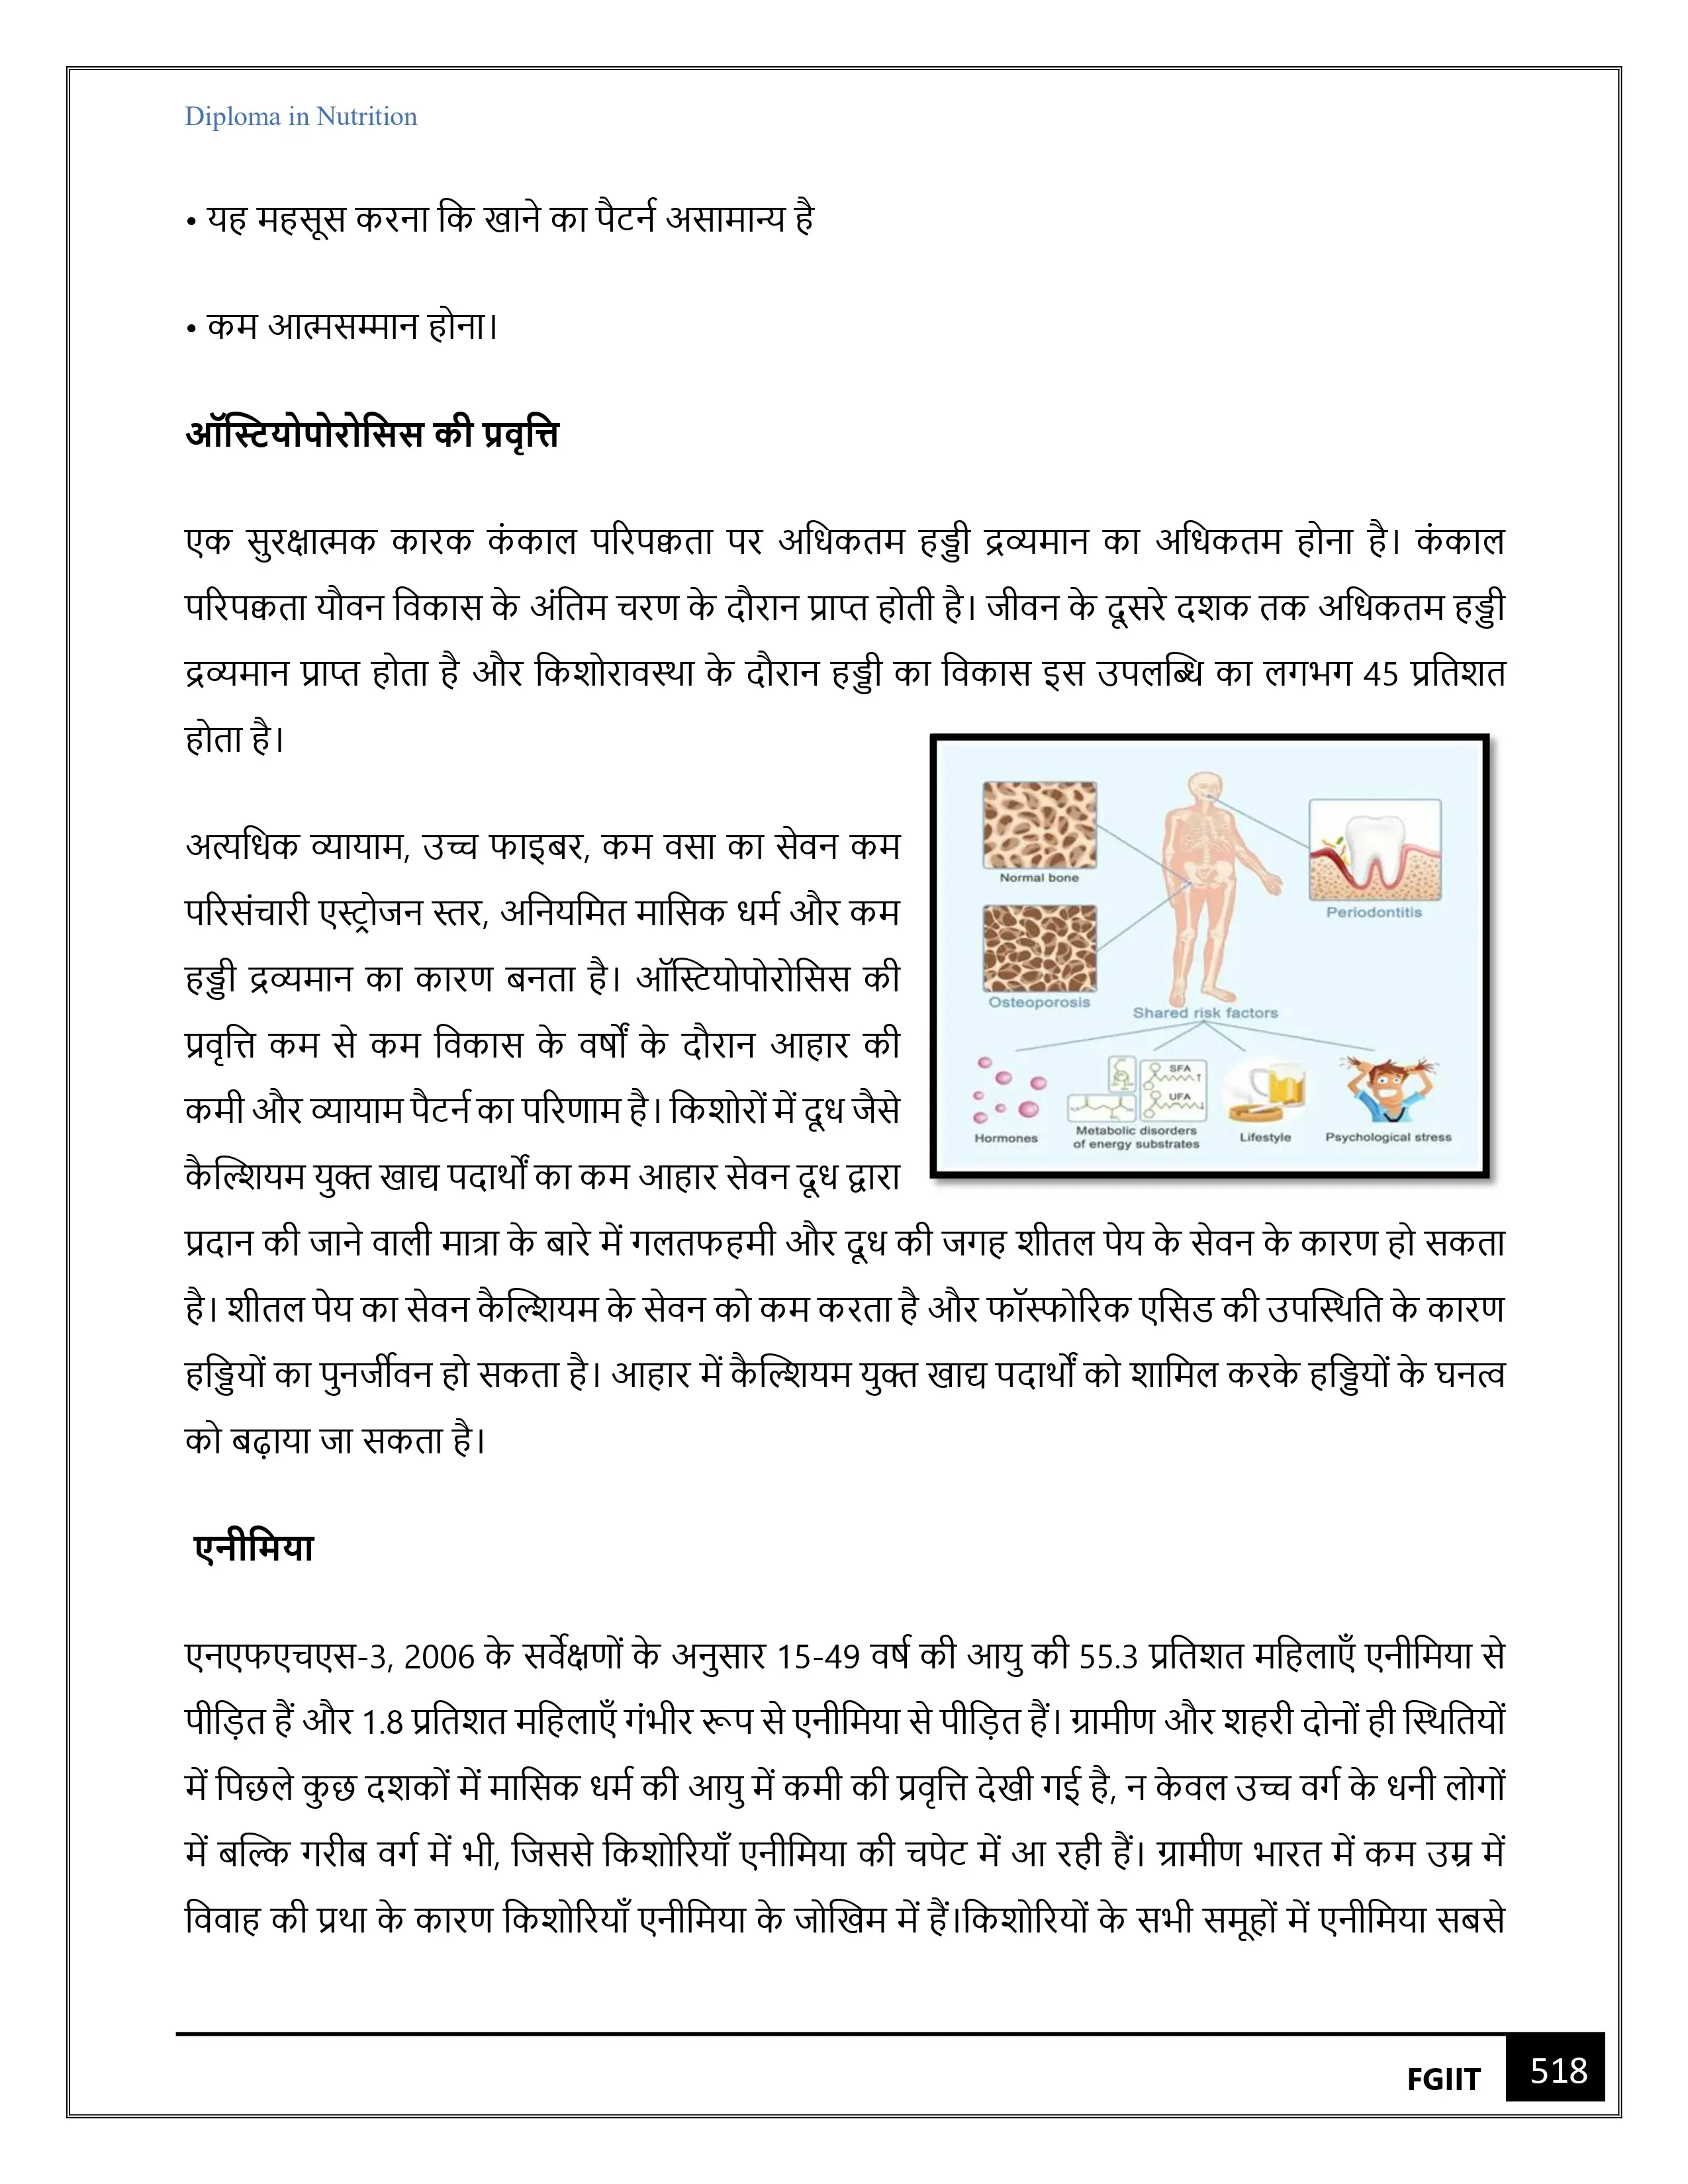 Diploma in Nutrition
• यह महसूस करना कि खाने का पैटर्न असामान्य है
• कम आत्मसम्मान होना।
ऑस्टियोपोरोसिस की प्रवृत्ति
एक सुरक्षात्मक कारक कंकाल परिपक्वता पर अधिकतम हड्डी द्रव्यमान का अधिकतम होना है। कंकाल
परिपक्वता यौवन विकास के अंतिम चरण के दौरान प्राप्त होती है। जीवन के दूसरे दशक तक अधिकतम हड्डी
द्रव्यमान प्राप्त होता है और किशोरावस्था के दौरान हड्डी का विकास इस उपलब्धि का लगभग 45 प्रतिशत
होता है।
अत्यधिक व्यायाम, उच्च फाइबर, कम वसा का सेवन कम
परिसंचारी एस्ट्रोजन स्तर, अनियमित मासिक धर्म और कम
हड्डी द्रव्यमान का कारण बनता है। ऑस्टियोपोरोसिस की
प्रवृत्ति कम से कम विकास के वर्षों के दौरान आहार की
कमी और व्यायाम पैटर्न का परिणाम है। किशोरों में दूध जैसे
कैल्शियम युक्त खाद्य पदार्थों का कम आहार सेवन दूध द्वारा
Normal bone
Periodontitis
Osteoporosis
Shared risk factors
SFA
UFA
Hormones
Metabolic disorders
of energy substrates
Lifestyle
Psychological stress
प्रदान की जाने वाली मात्रा के बारे में गलतफहमी और दूध की जगह शीतल पेय के सेवन के कारण हो सकता
है। शीतल पेय का सेवन कैल्शियम के सेवन को कम करता है और फॉस्फोरिक एसिड की उपस्थिति के कारण
हड्डियों का पुनर्जीवन हो सकता है। आहार में कैल्शियम युक्त खाद्य पदार्थों को शामिल करके हड्डियों के घनत्व
को बढ़ाया जा सकता है।
एनीमिया
एनएफएचएस-3, 2006 के सर्वेक्षणों के अनुसार 15-49 वर्ष की आयु की 55.3 प्रतिशत महिलाएँ एनीमिया से
पीड़ित हैं और 1.8 प्रतिशत महिलाएँ गंभीर रूप से एनीमिया से पीड़ित हैं। ग्रामीण और शहरी दोनों ही स्थितियों
में पिछले कुछ दशकों में मासिक धर्म की आयु में कमी की प्रवृत्ति देखी गई है, न केवल उच्च वर्ग के धनी लोगों
में बल्कि गरीब वर्ग में भी, जिससे किशोरियाँ एनीमिया की चपेट में आ रही हैं। ग्रामीण भारत में कम उम्र में
विवाह की प्रथा के कारण किशोरियाँ एनीमिया के जोखिम में हैं।किशोरियों के सभी समूहों में एनीमिया सबसे
FGIIT 518